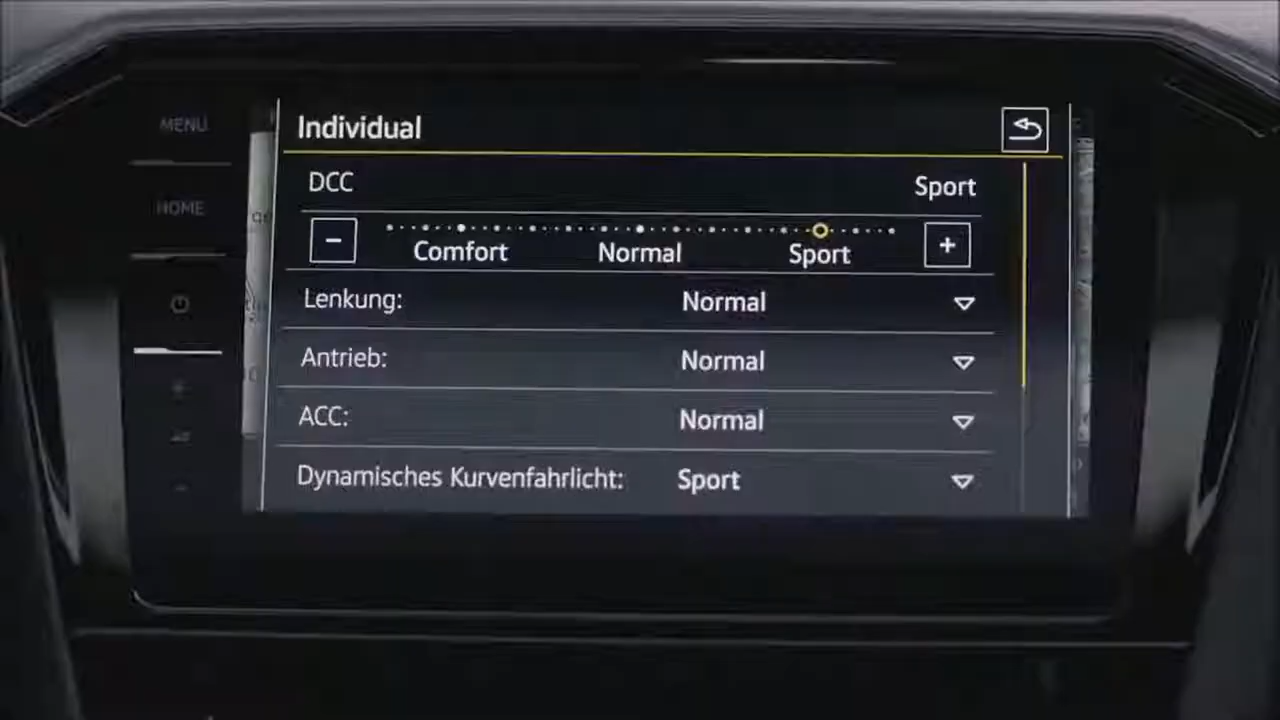 MENU
Individual
DCC
Sport
HOME
-
+
Comfort
Normal
Sport
Lenkung:
Normal
Antrieb:
Normal
ACC:
Normal
Dynamisches Kurvenfahrlicht:
Sport